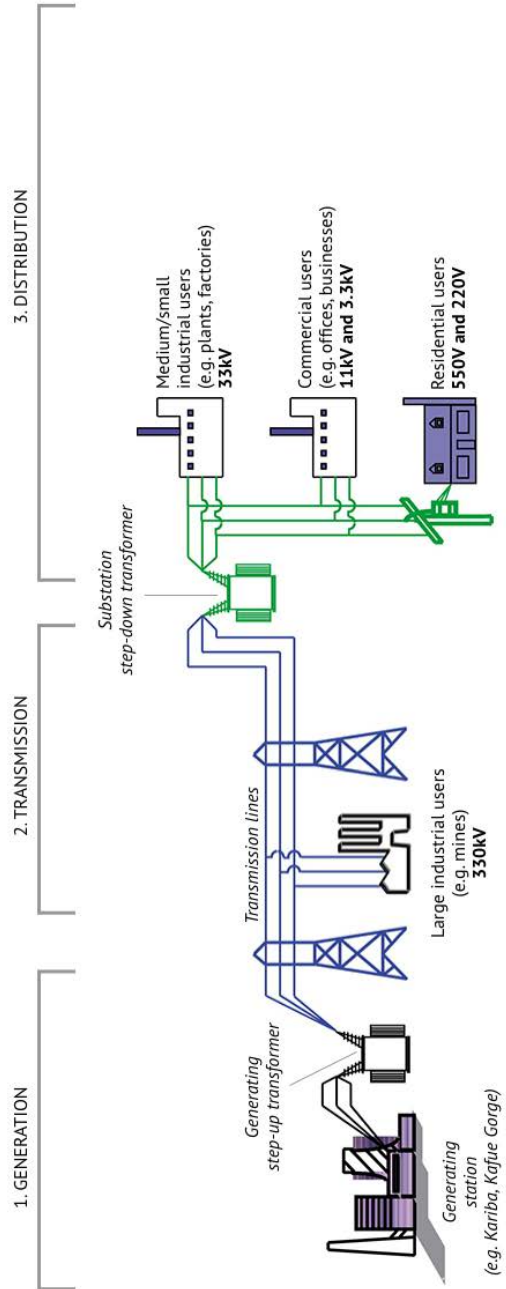 1. GENERATION
2. TRANSMISSION
3. DISTRIBUTION
Generating
station
(e.g. Kariba, Kafue Gorge)
Generating
step-up transformer
Transmission lines
Large industrial users
(e.g. mines)
330kV
Substation
step-down transformer
Medium/small
industrial users
(e.g. plants, factories)
33kV
Commercial users
(e.g. offices, businesses)
11kV and 3.3kV
Residential users
550V and 220V